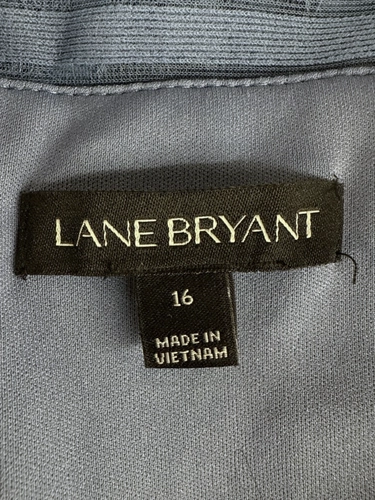 LANE BRYANT
16
MADE IN
VIETNAM